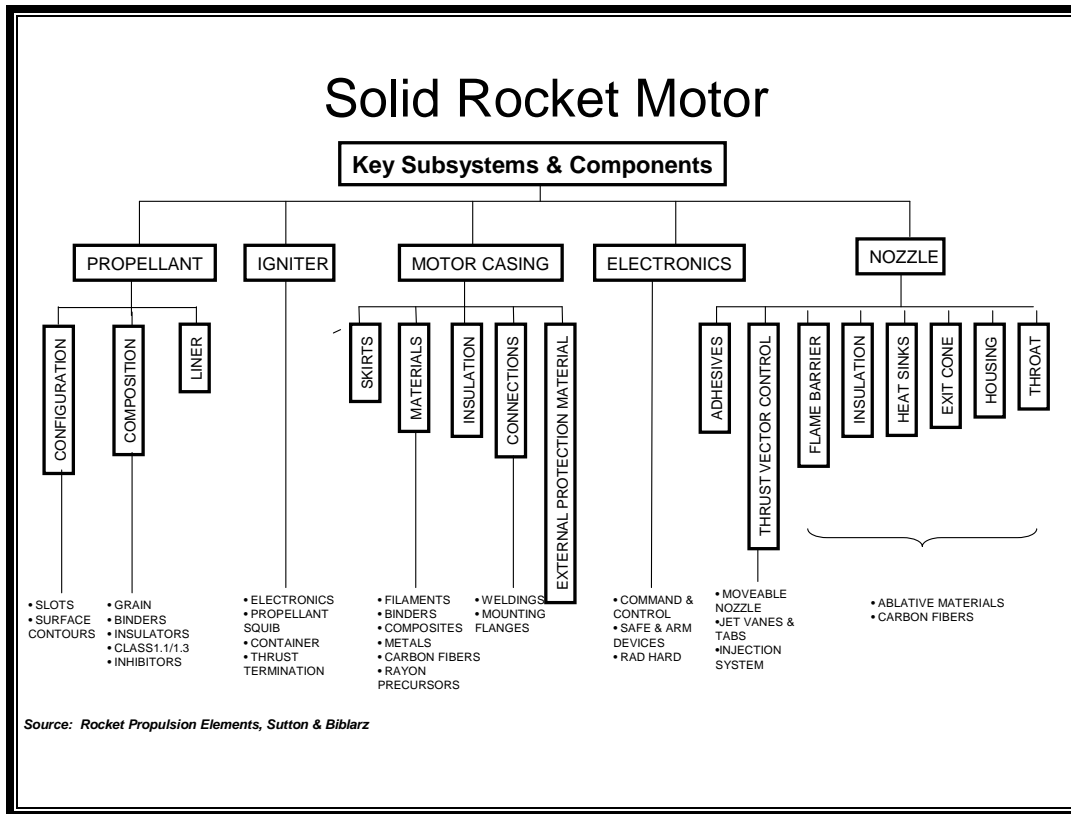 Solid Rocket Motor
Key Subsystems & Components
PROPELLANT
IGNITER
MOTOR CASING
ELECTRONICS
NOZZLE
CONFIGURATION
COMPOSITION
LINER
SKIRTS
MATERIALS
INSULATION
CONNECTIONS
EXTERNAL PROTECTION MATERIAL
ADHESIVES
THRUST VECTOR CONTROL
FLAME BARRIER
INSULATION
HEAT SINKS
EXIT CONE
HOUSING
THROAT
• SLOTS
• SURFACE
CONTOURS
• GRAIN
• BINDERS
• INSULATORS
• CLASS1.1/1.3
• INHIBITORS
• ELECTRONICS
• PROPELLANT
SQUIB
• CONTAINER
• THRUST
TERMINATION
• FILAMENTS
• BINDERS
• COMPOSITES
• METALS
• CARBON FIBERS
• RAYON
PRECURSORS
• WELDINGS
• MOUNTING
FLANGES
• COMMAND &
CONTROL
• SAFE & ARM
DEVICES
• RAD HARD
• MOVEABLE
NOZZLE
• JET VANES &
TABS
• INJECTION
SYSTEM
• ABLATIVE MATERIALS
• CARBON FIBERS
Source: Rocket Propulsion Elements, Sutton & Biblarz